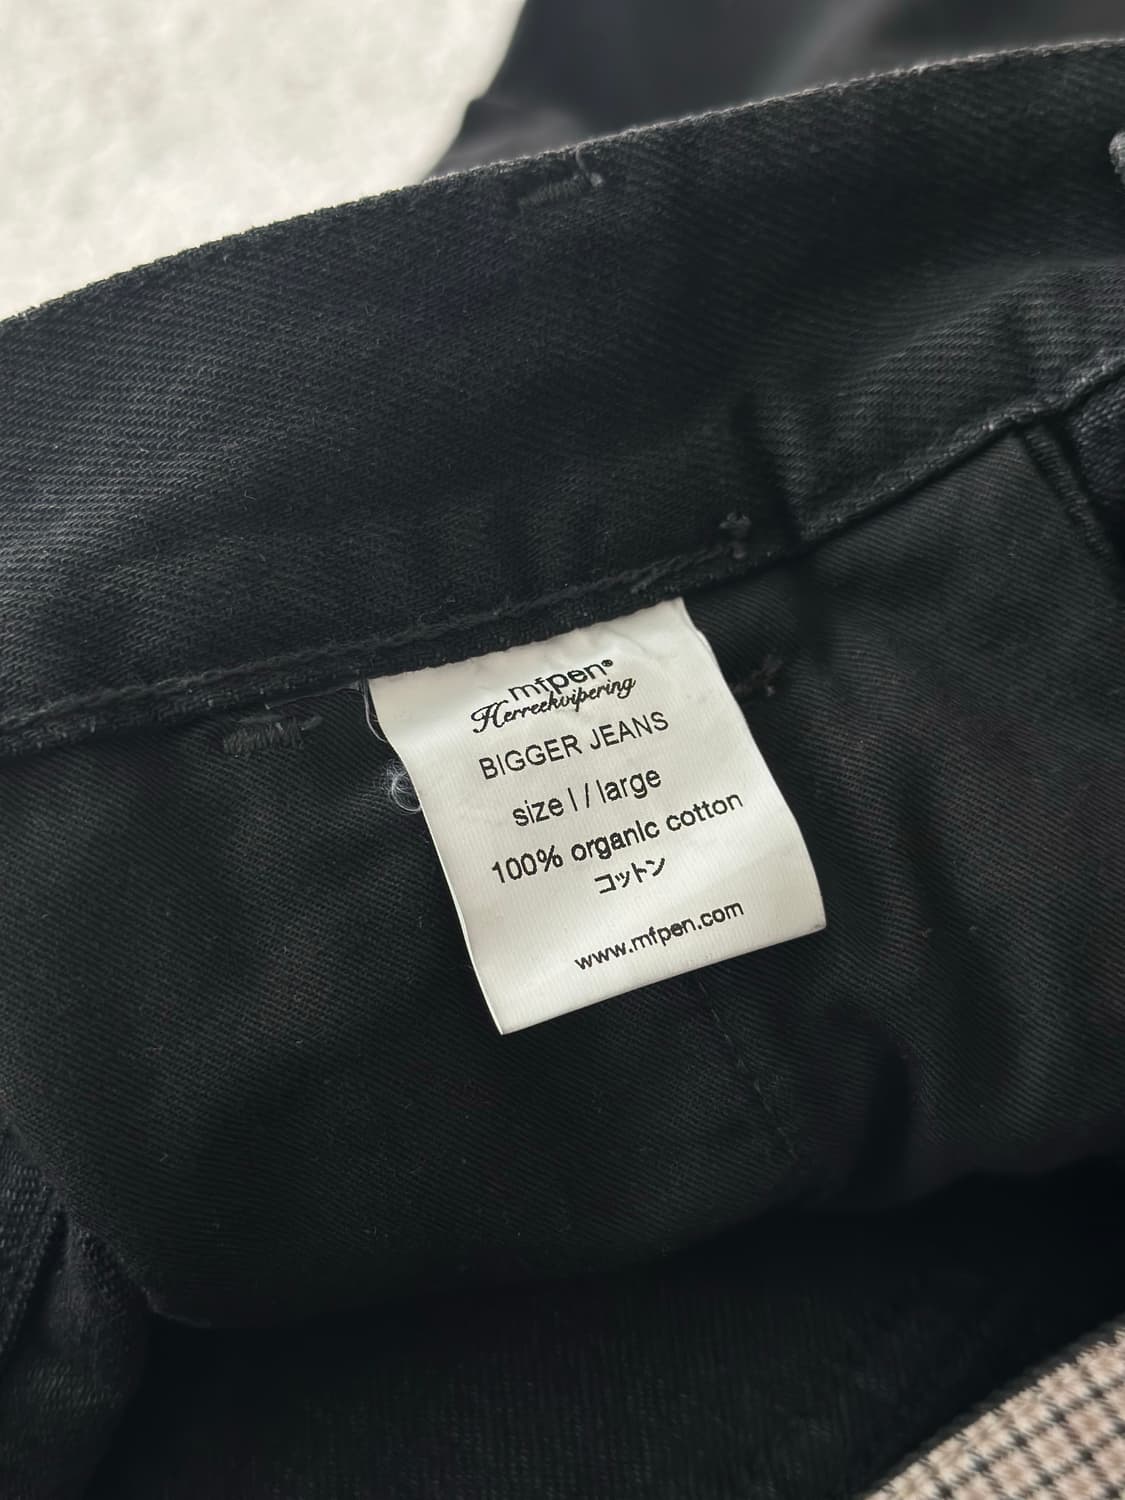 mfpen®
Herreekvipering
BIGGER JEANS
size l / large
100% organic cotton
コットン
www.mfpen.com